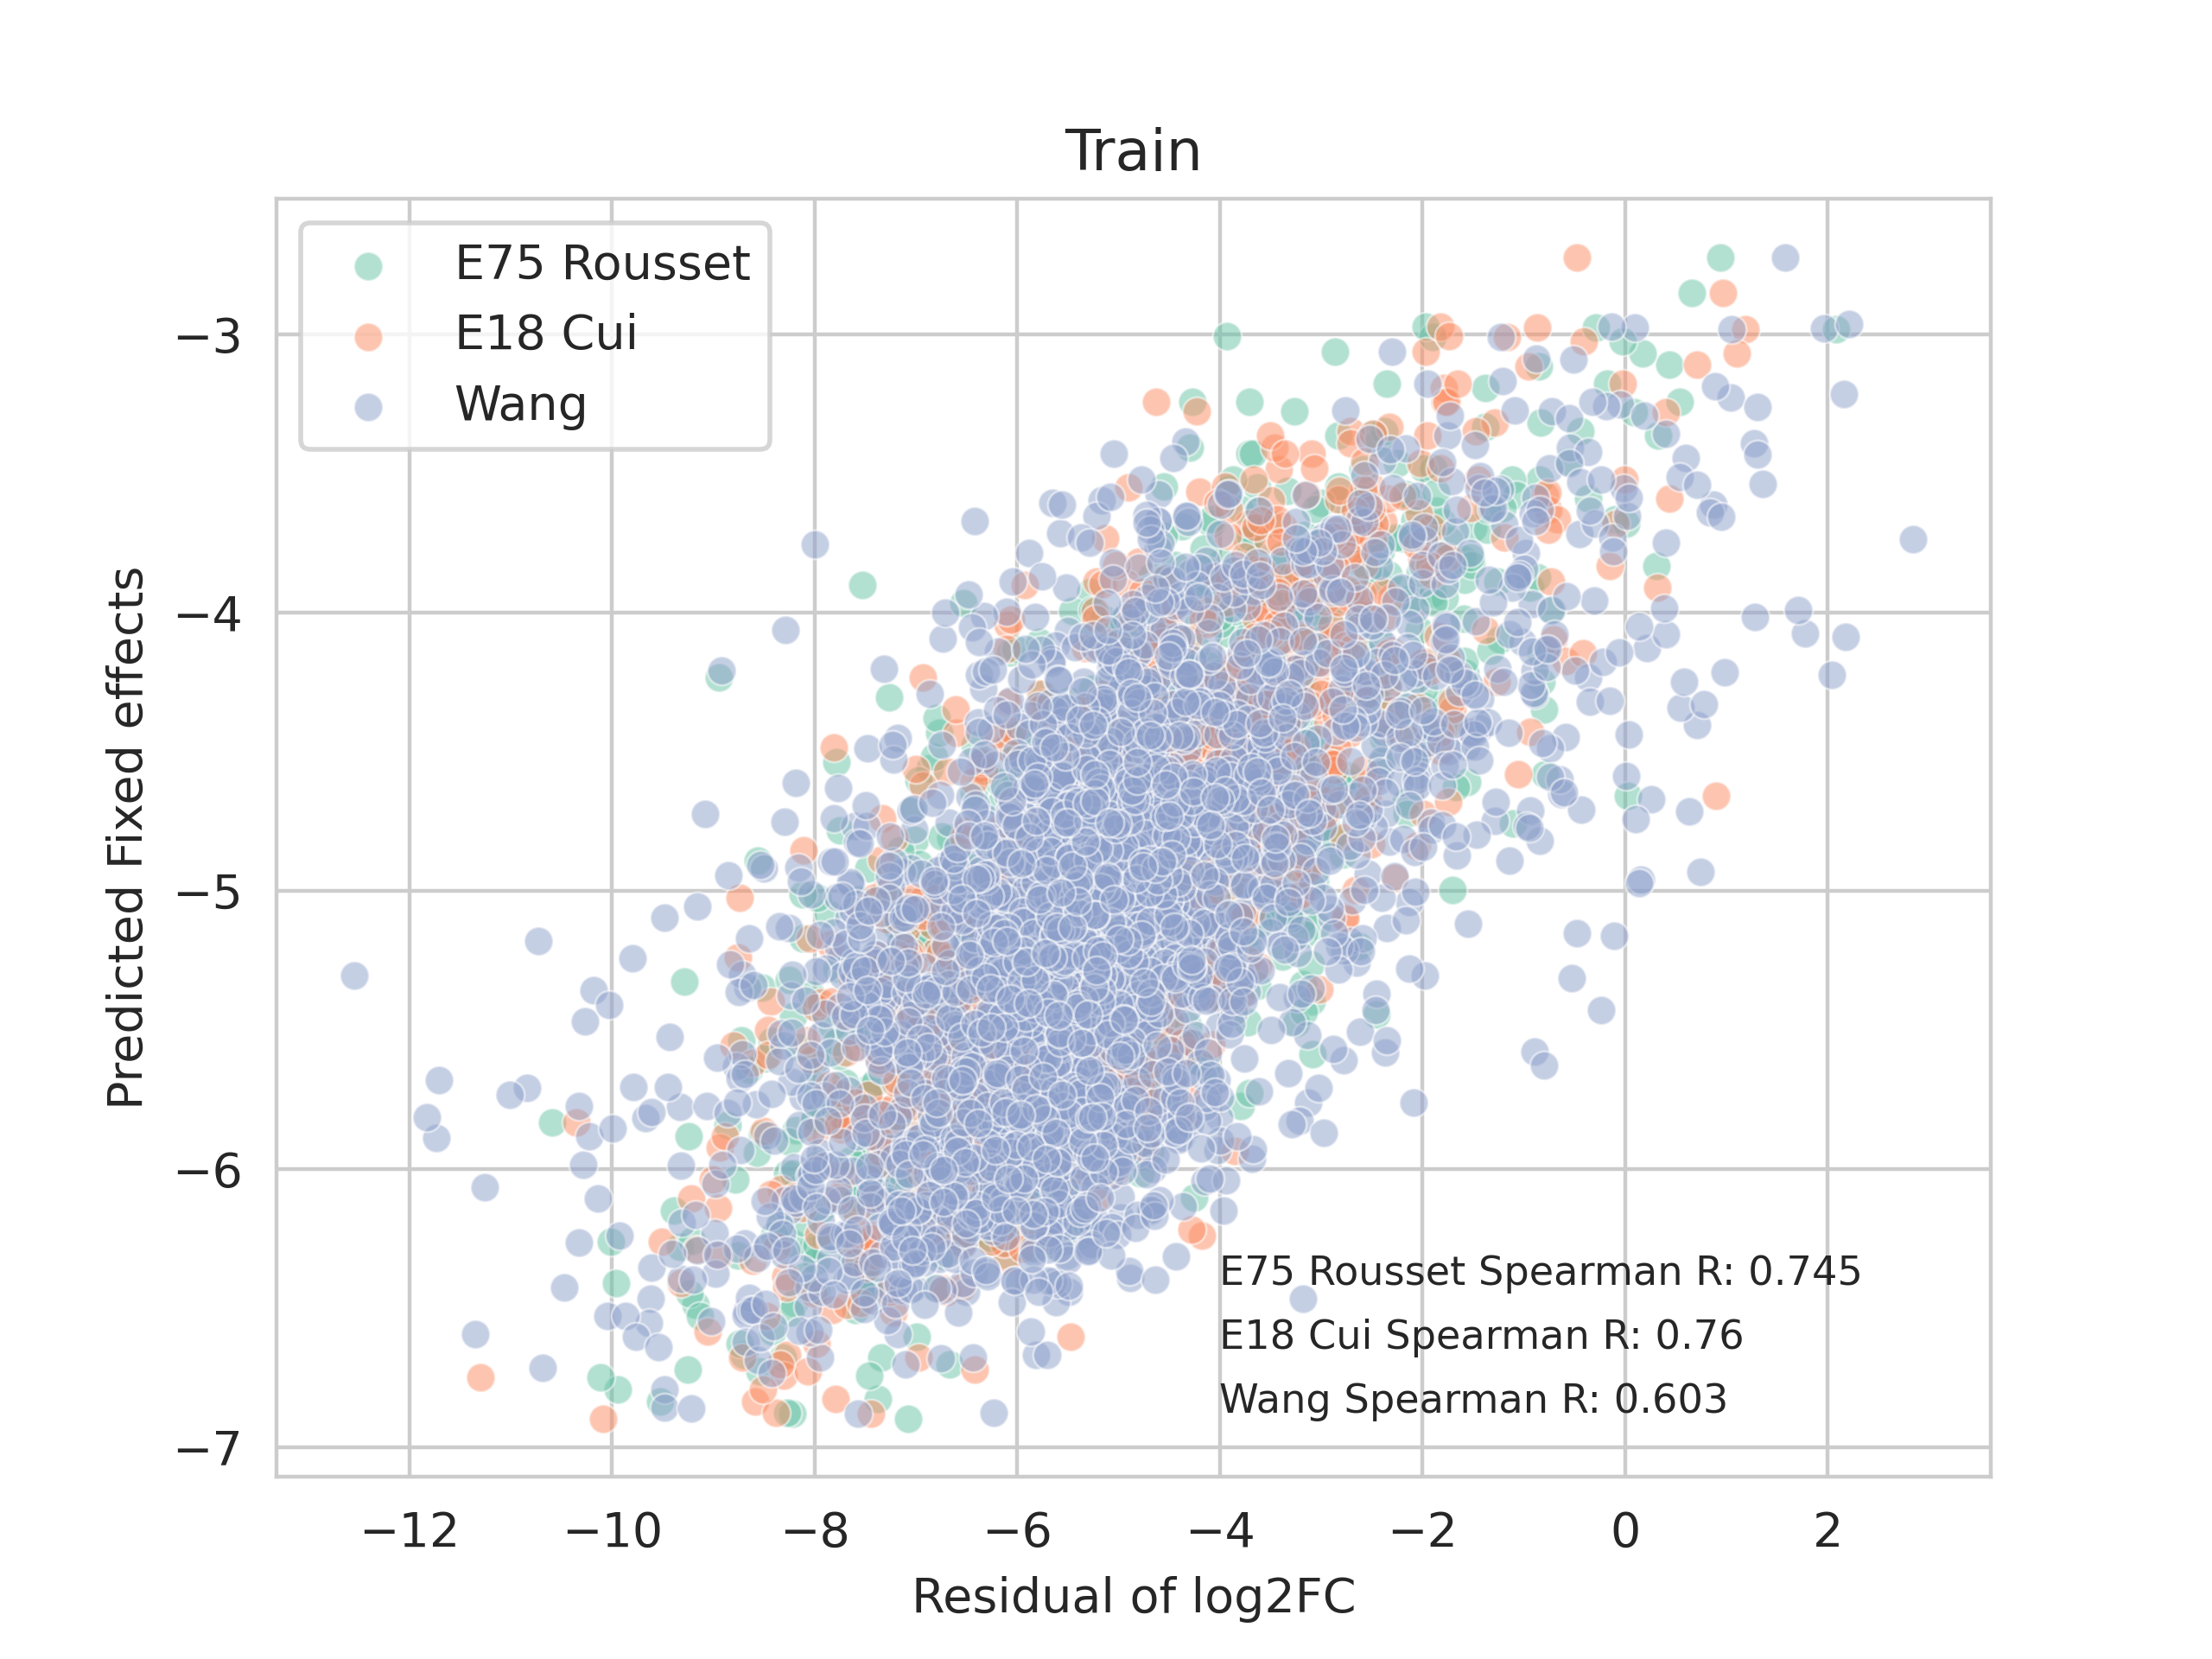 Train
E75 Rousset
E18 Cui
Wang
−3
−4
−5
−6
−7
Predicted Fixed effects
E75 Rousset Spearman R: 0.745
E18 Cui Spearman R: 0.76
Wang Spearman R: 0.603
−12 −10 −8 −6 −4 −2 0 2
Residual of log2FC